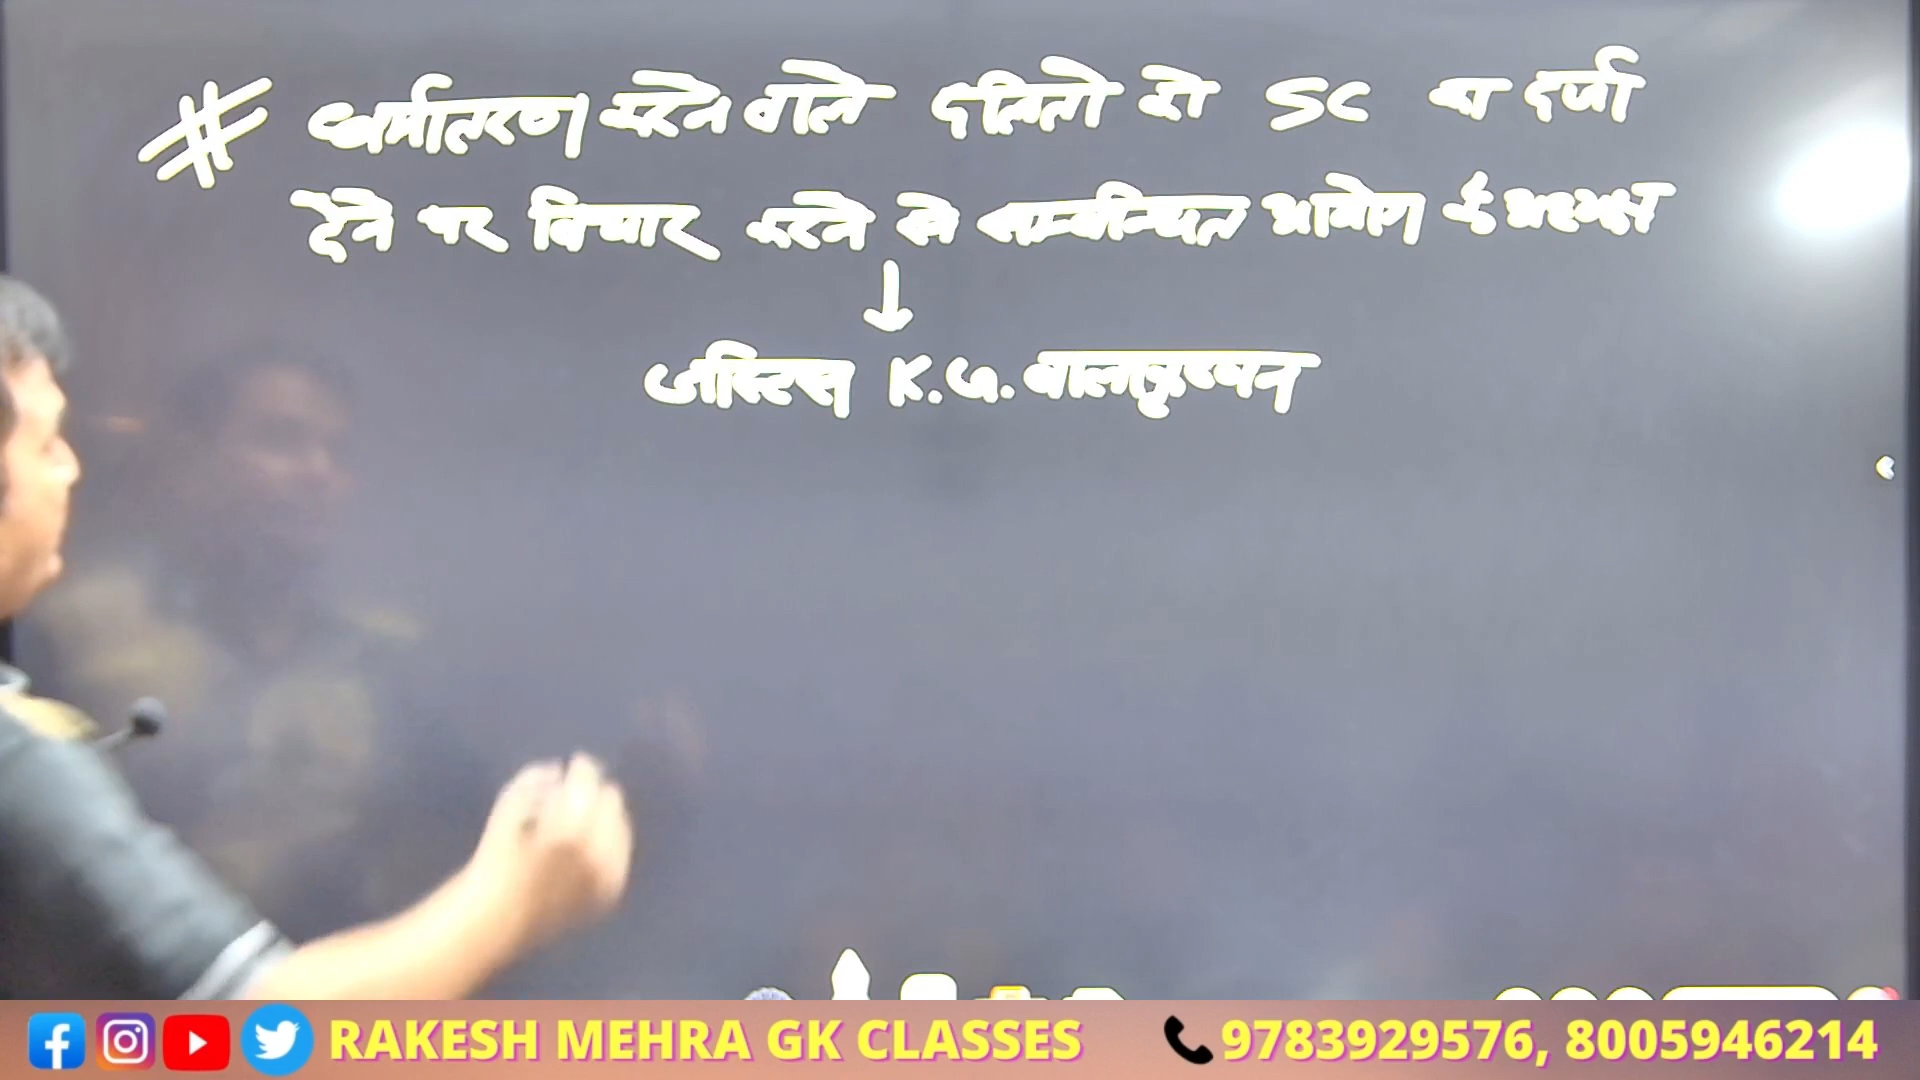 # धर्मातरण करने वाले दलितो को SC का दर्जा
देने पर विचार करने से सम्बन्धित आयोग के अध्यक्ष
↓
जस्टिस K.G. बालाकृष्णन
RAKESH MEHRA GK CLASSES 9783929576, 8005946214